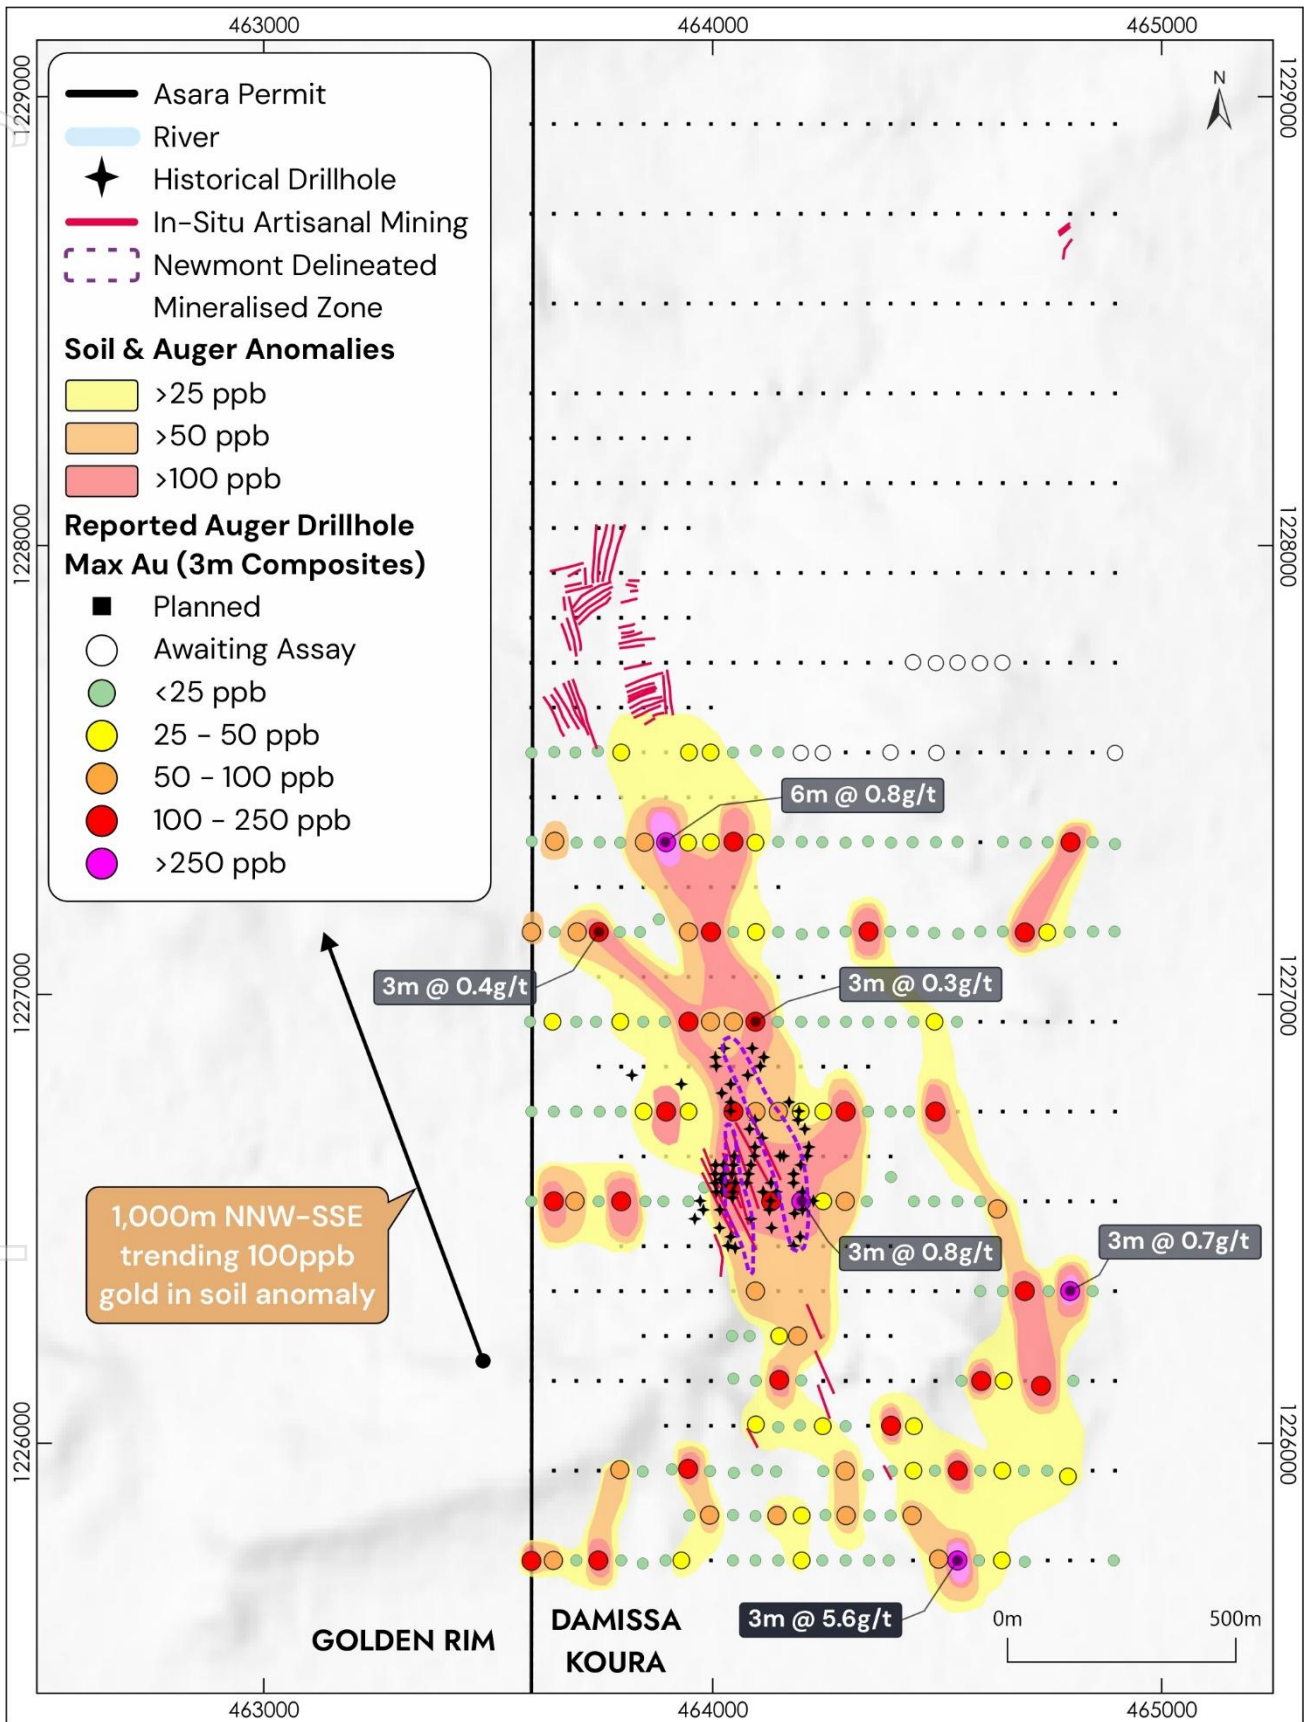 463000
464000
465000
1229000
1229000
N
Asara Permit
River
Historical Drillhole
In-Situ Artisanal Mining
Newmont Delineated
Mineralised Zone
Soil & Auger Anomalies
>25 ppb
>50 ppb
>100 ppb
Reported Auger Drillhole
Max Au (3m Composites)
Planned
Awaiting Assay
<25 ppb
25 - 50 ppb
50 - 100 ppb
100 - 250 ppb
>250 ppb
1228000
1228000
6m @ 0.8g/t
3m @ 0.4g/t
3m @ 0.3g/t
1227000
1227000
1,000m NNW-SSE
trending 100ppb
gold in soil anomaly
3m @ 0.8g/t
3m @ 0.7g/t
1226000
1226000
3m @ 5.6g/t
GOLDEN RIM
DAMISSA
KOURA
0m
500m
463000
464000
465000